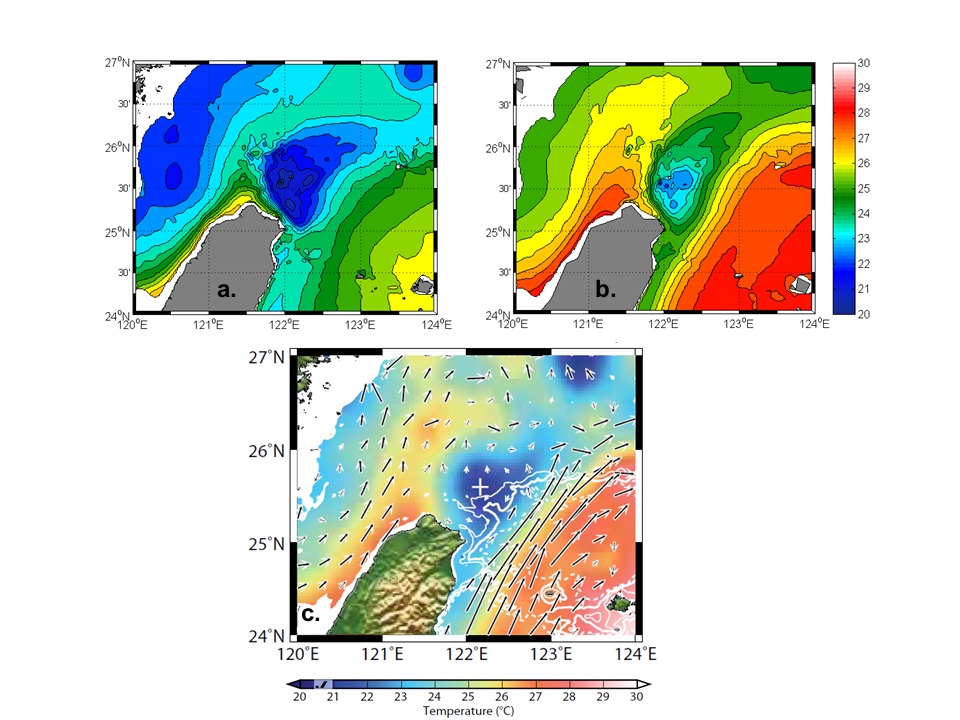 27°N
30'
26°N
30'
25°N
30'
24°N
120°E 121°E 122°E 123°E 124°E
a.
27°N
30'
26°N
30'
25°N
30'
24°N
120°E 121°E 122°E 123°E 124°E
b.
30
29
28
27
26
25
24
23
22
21
20
27°N
26°N
25°N
24°N
120°E 121°E 122°E 123°E 124°E
c.
20 21 22 23 24 25 26 27 28 29 30
Temperature (°C)